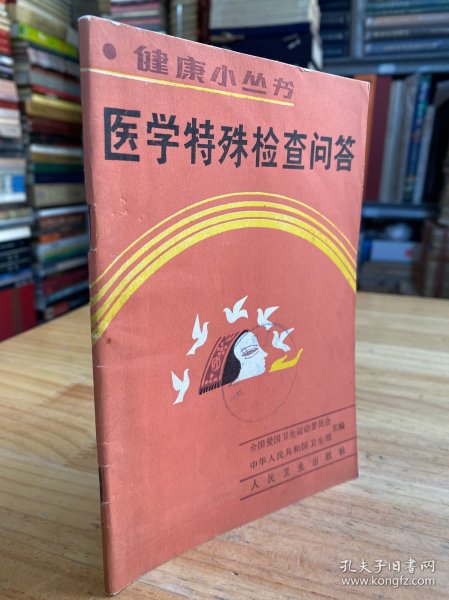 健康小丛书
医学特殊检查问答
全国爱国卫生运动委员会
中华人民共和国卫生部
主编
人民卫生出版社
孔夫子旧书网
www.kongfz.com